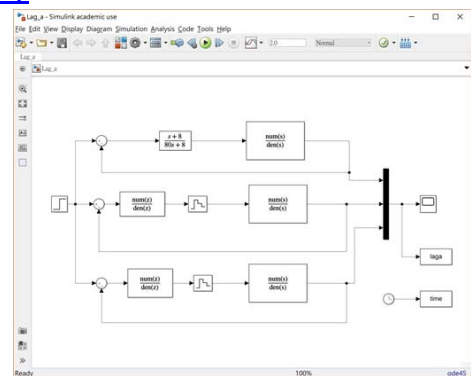 Lag_a - Simulink academic use
File Edit View Display Diagram Simulation Analysis Code Tools Help
2.0 Normal
Lag_a
Lag_a
s + 8
80s + 8
num(s)
den(s)
num(z)
den(z)
num(s)
den(s)
num(z)
den(z)
num(s)
den(s)
laga
time
Ready 100% ode45